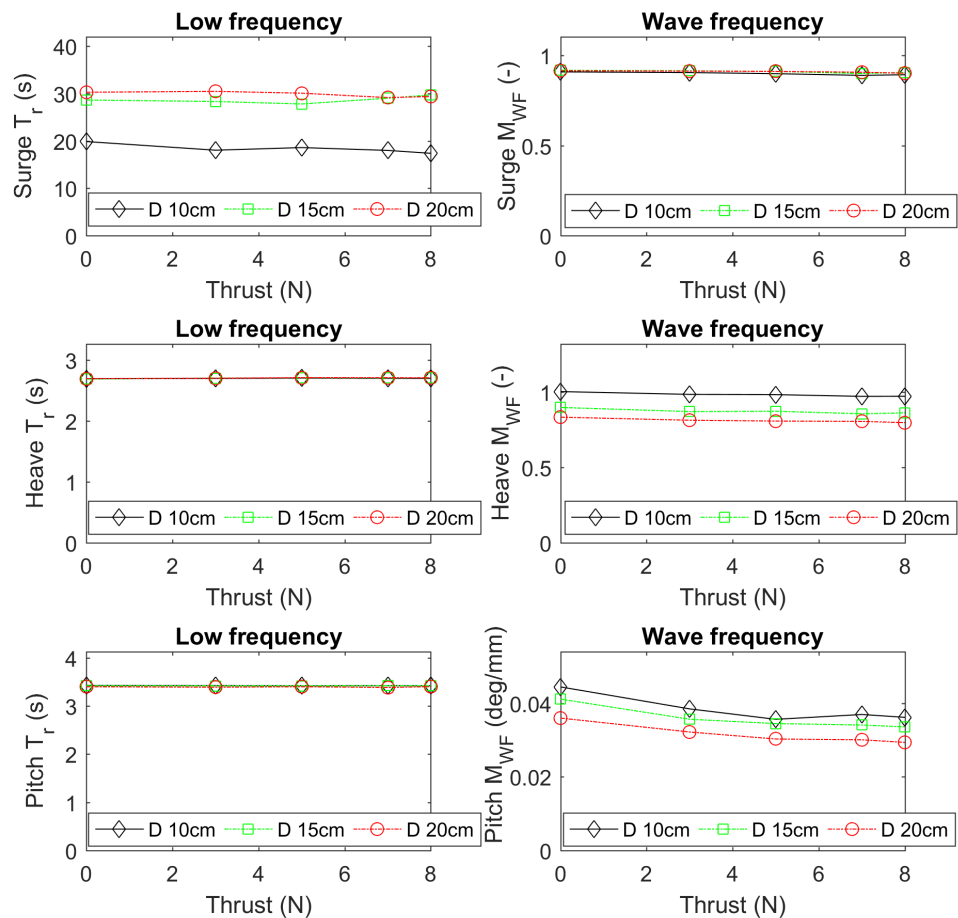 Low frequency
Surge T_r (s)
40
30
20
10
0
D 10cm D 15cm D 20cm
0 2 4 6 8
Thrust (N)
Wave frequency
Surge M_WF (-)
1
0.5
0
D 10cm D 15cm D 20cm
0 2 4 6 8
Thrust (N)
Low frequency
Heave T_r (s)
3
2
1
0
D 10cm D 15cm D 20cm
0 2 4 6 8
Thrust (N)
Wave frequency
Heave M_WF (-)
1
0.5
0
D 10cm D 15cm D 20cm
0 2 4 6 8
Thrust (N)
Low frequency
Pitch T_r (s)
4
3
2
1
0
D 10cm D 15cm D 20cm
0 2 4 6 8
Thrust (N)
Wave frequency
Pitch M_WF (deg/mm)
0.04
0.02
0
D 10cm D 15cm D 20cm
0 2 4 6 8
Thrust (N)